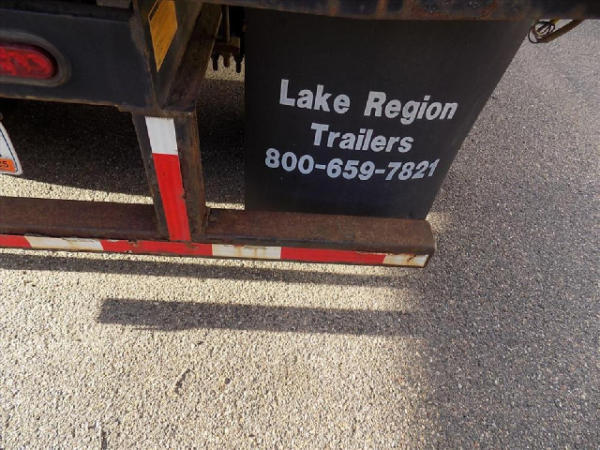 Lake Region
Trailers
800-659-7821